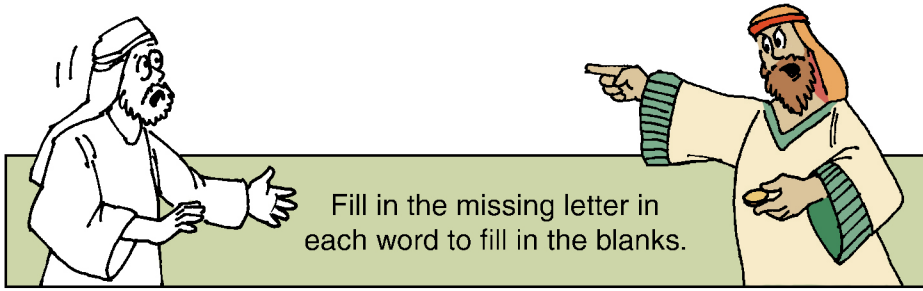 Fill in the missing letter in
each word to fill in the blanks.